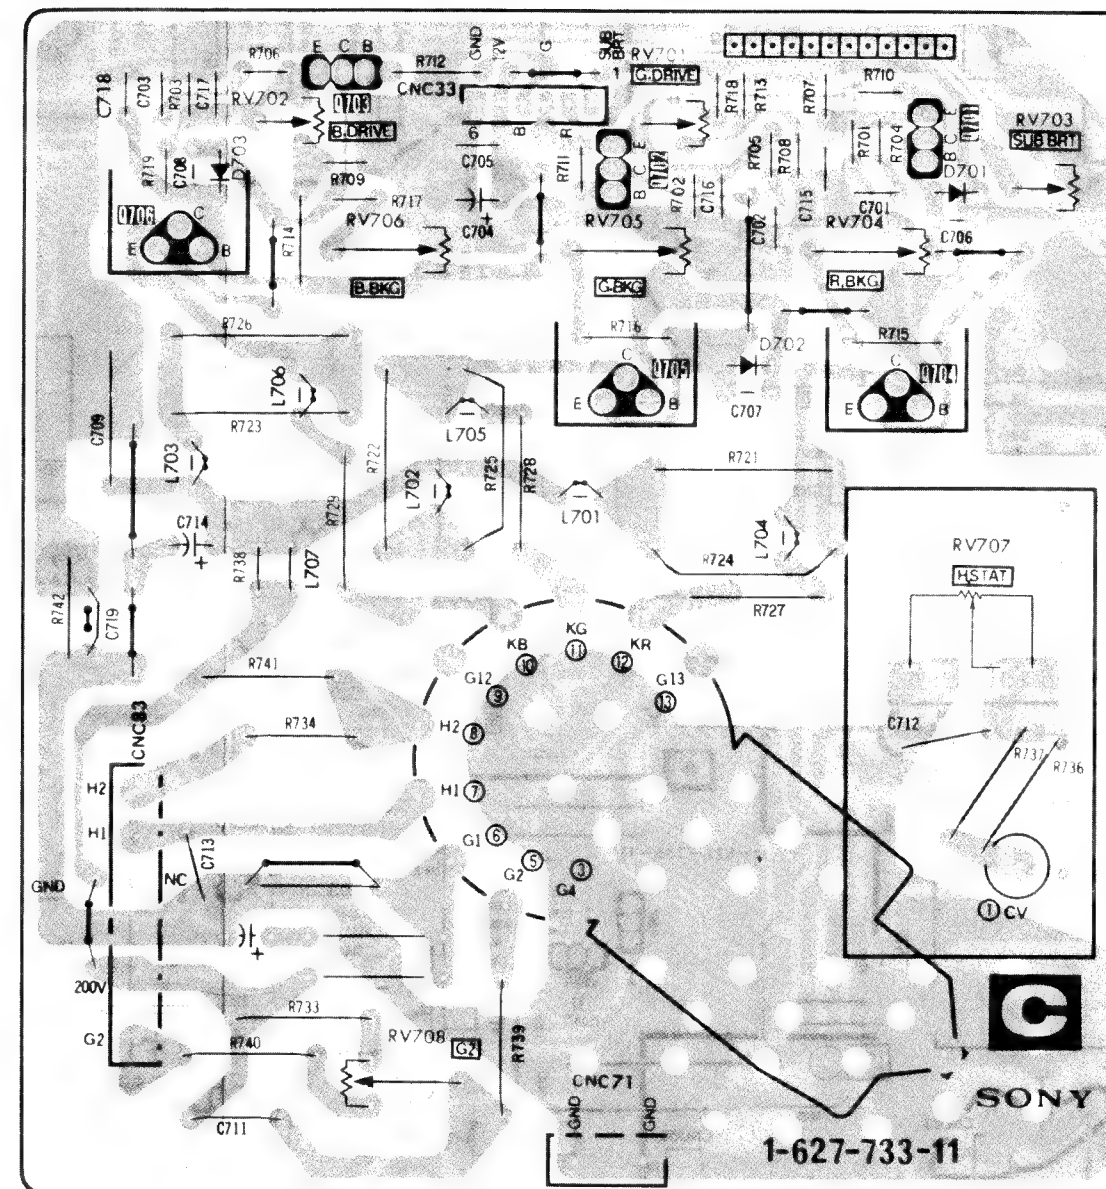 E C B
R706
R712
GND
12V
G
SUB BRT
1
RV701
G.DRIVE
R710
C718
C703
R703
C717
RV702
Q703
B.DRIVE
CNC33
6
B
R
R718
R713
R707
E
C
B
Q701
RV703
SUB BRT
R719
C708
D703
R709
C705
R711
E
C
B
Q702
R702
C716
R705
R708
R701
R704
D701
Q706
C
E
B
R714
R717
RV706
C704
+
RV705
C702
C715
C701
RV704
C706
B.BKG
G.BKG
R.BKG
R726
R716
D702
R715
L706
C
Q705
E
B
C707
C
Q704
E
B
C709
R723
L703
R722
L705
R725
R728
L702
L701
R721
R729
C714
+
L704
RV707
H.STAT
R738
L707
R724
R742
C719
R727
KB
KG
KR
10
11
12
R741
G12
9
G13
13
CNC83
R734
H2
8
C712
R737
R736
H2
H1
7
H1
C713
G1
6
G2
5
G4
3
NC
GND
1 CV
+
200V
C
R733
RV708
G2
R739
G2
R740
CNC71
SONY
C711
GND
GND
1-627-733-11